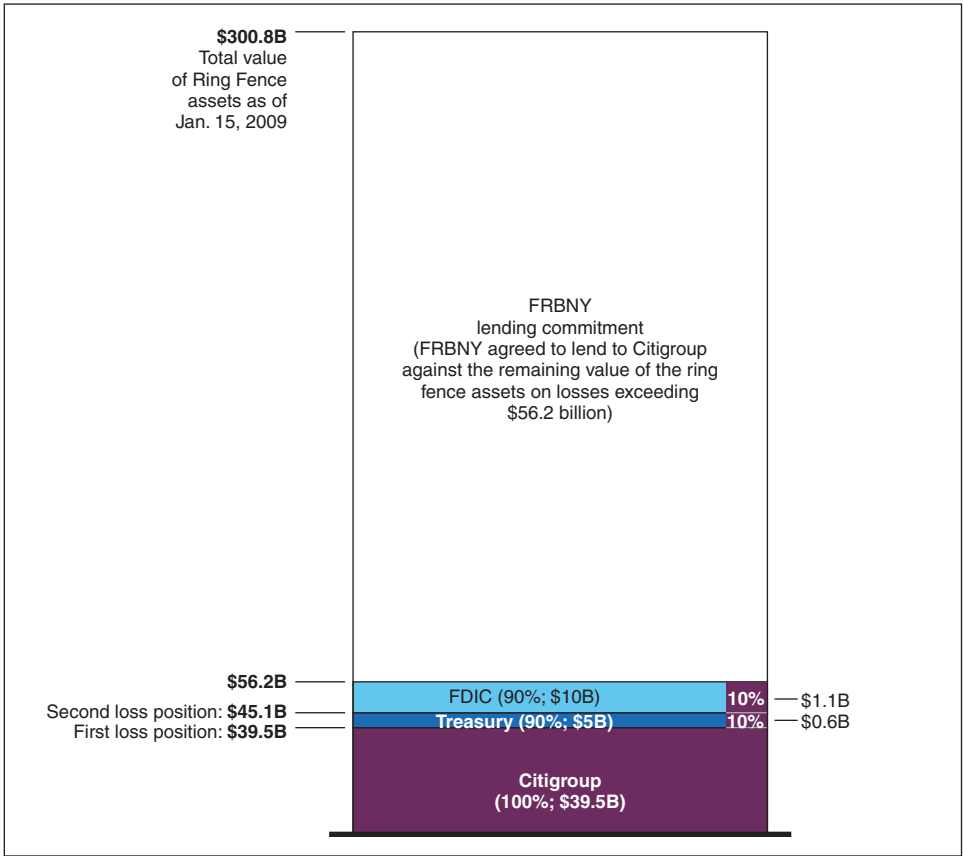 $300.8B
Total value
of Ring Fence
assets as of
Jan. 15, 2009
FRBNY
lending commitment
(FRBNY agreed to lend to Citigroup
against the remaining value of the ring
fence assets on losses exceeding
$56.2 billion)
$56.2B
FDIC (90%; $10B)
10%
$1.1B
Second loss position: $45.1B
Treasury (90%; $5B)
10%
$0.6B
First loss position: $39.5B
Citigroup
(100%; $39.5B)